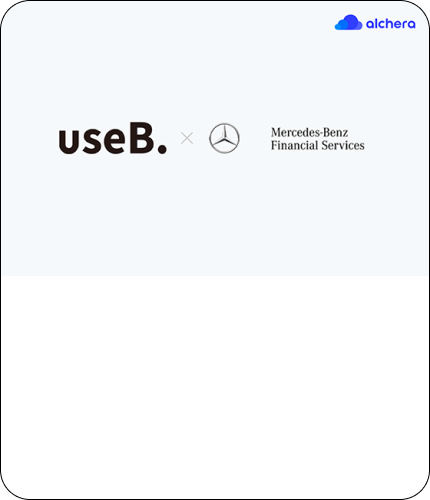 alchera
useB.
Mercedes-Benz
Financial Services